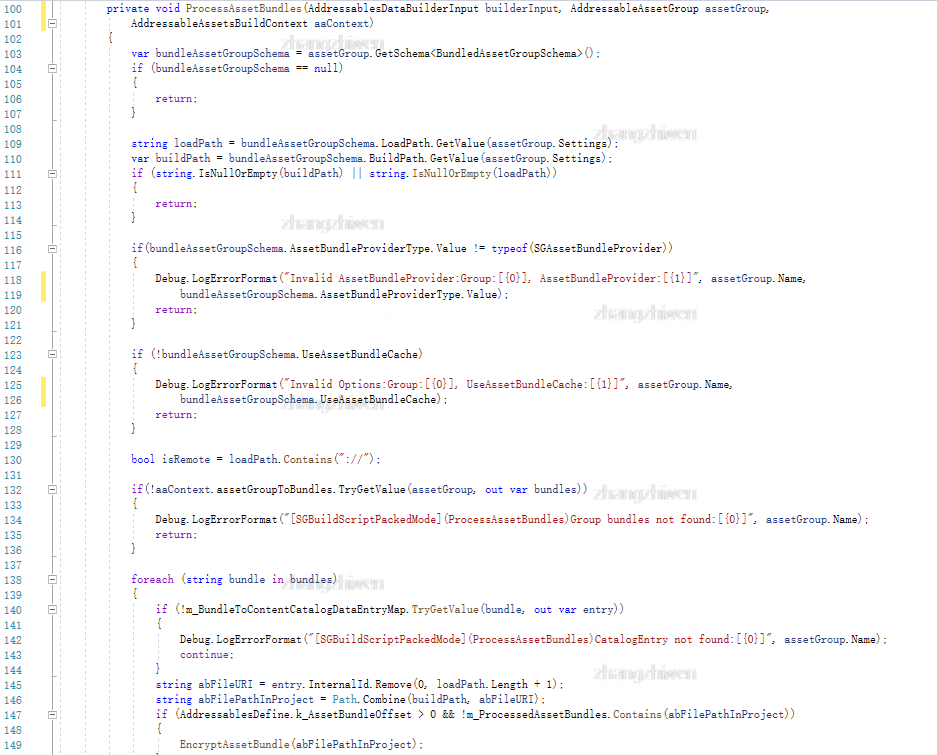 100 private void ProcessAssetBundles(AddressablesDataBuilderInput builderInput, AddressableAssetGroup assetGroup,
101 AddressableAssetsBuildContext aaContext)
102 {
103 var bundleAssetGroupSchema = assetGroup.GetSchema<BundledAssetGroupSchema>();
104 if (bundleAssetGroupSchema == null)
105 {
106 return;
107 }
108
109 string loadPath = bundleAssetGroupSchema.LoadPath.GetValue(assetGroup.Settings);
110 var buildPath = bundleAssetGroupSchema.BuildPath.GetValue(assetGroup.Settings);
111 if (string.IsNullOrEmpty(buildPath) || string.IsNullOrEmpty(loadPath))
112 {
113 return;
114 }
115
116 if(bundleAssetGroupSchema.AssetBundleProviderType.Value != typeof(SGAssetBundleProvider))
117 {
118 Debug.LogErrorFormat("Invalid AssetBundleProvider:Group:[{0}], AssetBundleProvider:[{1}]", assetGroup.Name,
119 bundleAssetGroupSchema.AssetBundleProviderType.Value);
120 return;
121 }
122
123 if (!bundleAssetGroupSchema.UseAssetBundleCache)
124 {
125 Debug.LogErrorFormat("Invalid Options:Group:[{0}], UseAssetBundleCache:[{1}]", assetGroup.Name,
126 bundleAssetGroupSchema.UseAssetBundleCache);
127 return;
128 }
129
130 bool isRemote = loadPath.Contains("://");
131
132 if(!aaContext.assetGroupToBundles.TryGetValue(assetGroup, out var bundles))
133 {
134 Debug.LogErrorFormat("[SGBuildScriptPackedMode](ProcessAssetBundles)Group bundles not found:[{0}]", assetGroup.Name);
135 return;
136 }
137
138 foreach (string bundle in bundles)
139 {
140 if (!m_BundleToContentCatalogDataEntryMap.TryGetValue(bundle, out var entry))
141 {
142 Debug.LogErrorFormat("[SGBuildScriptPackedMode](ProcessAssetBundles)CatalogEntry not found:[{0}]", assetGroup.Name);
143 continue;
144 }
145 string abFileURI = entry.InternalId.Remove(0, loadPath.Length + 1);
146 string abFilePathInProject = Path.Combine(buildPath, abFileURI);
147 if (AddressablesDefine.k_AssetBundleOffset > 0 && !m_ProcessedAssetBundles.Contains(abFilePathInProject))
148 {
149 EncryptAssetBundle(abFilePathInProject);